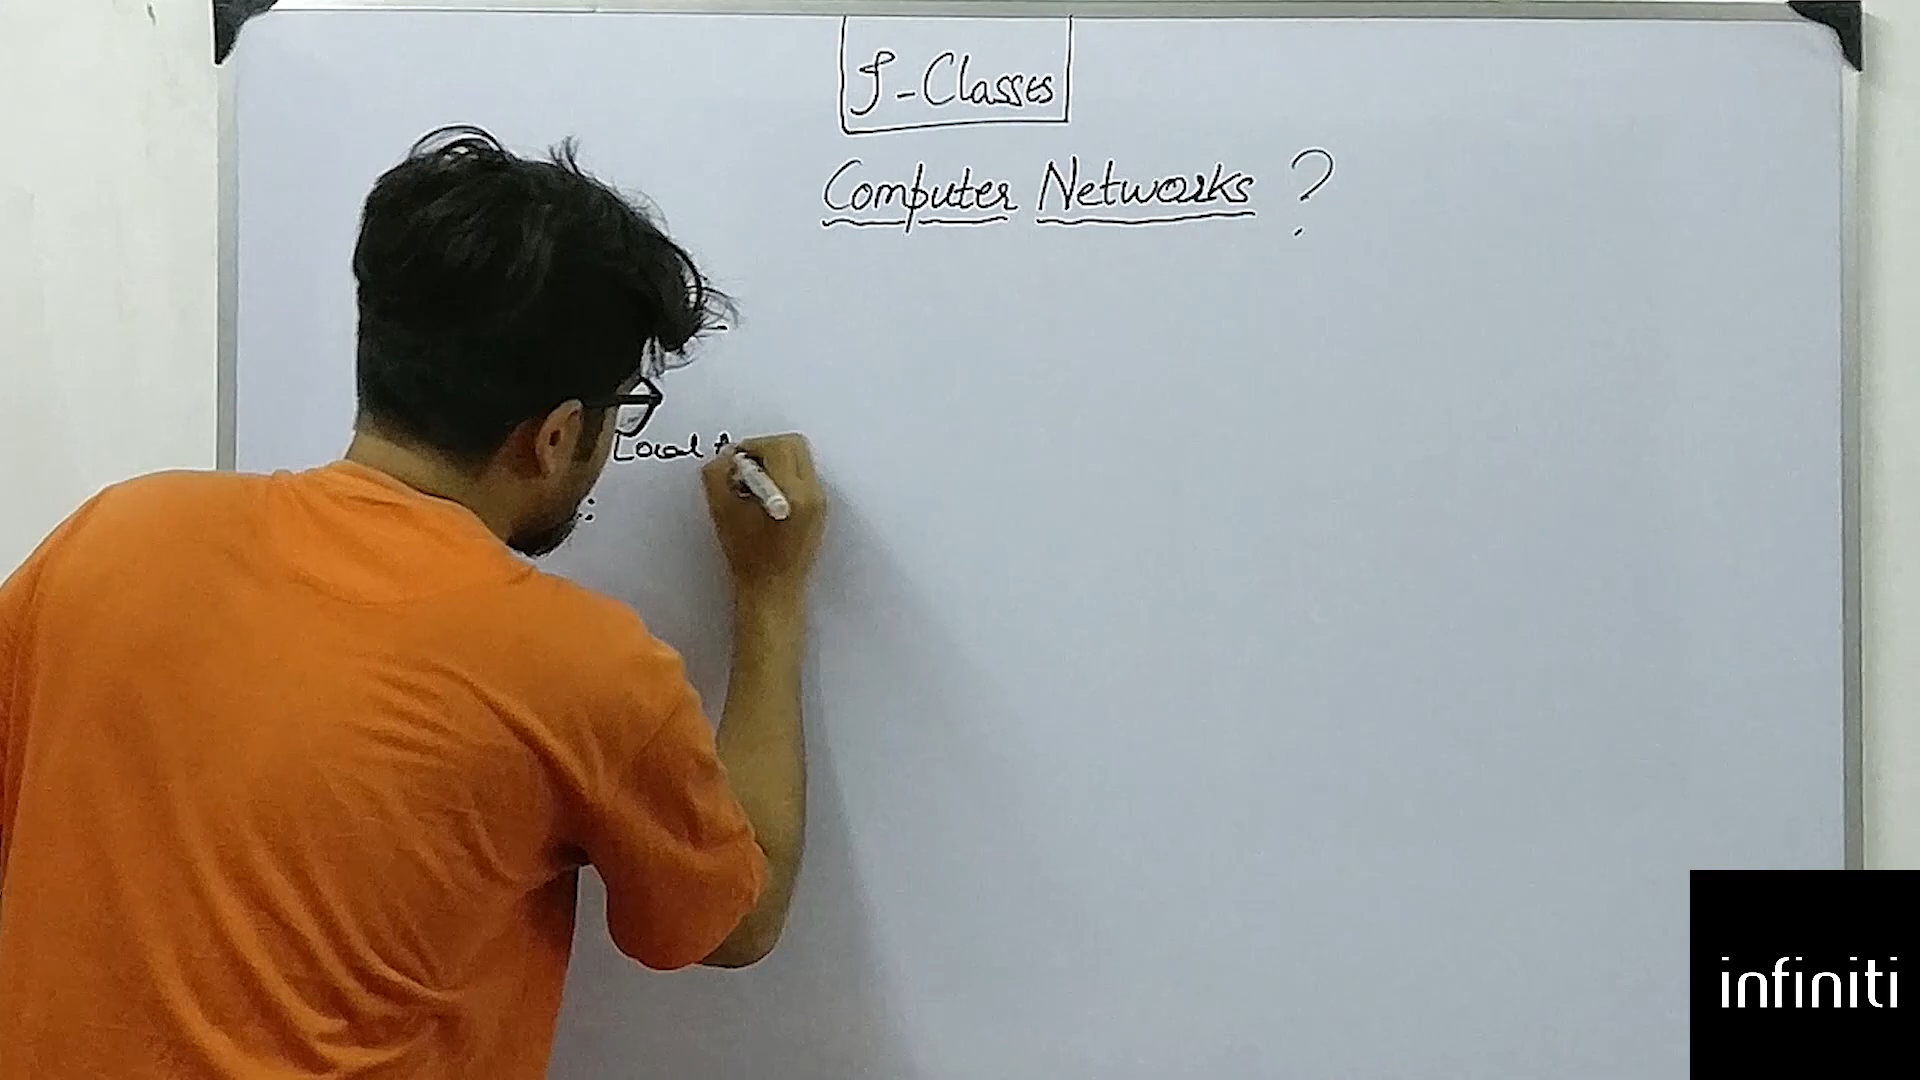 I-Classes
Computer Networks ?
Local
:
infiniti